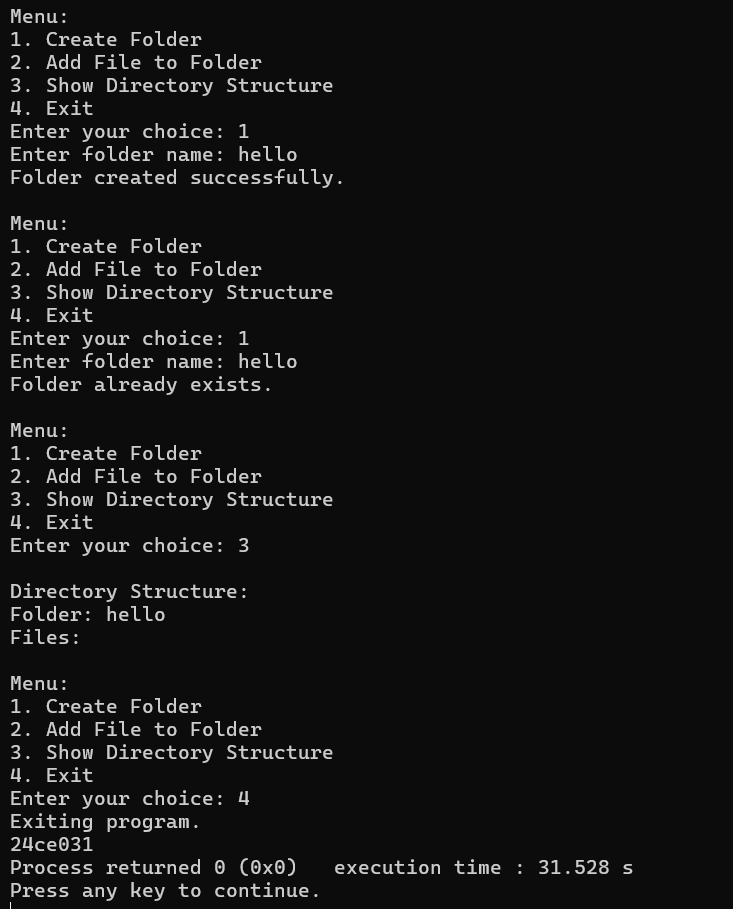 Menu:
1. Create Folder
2. Add File to Folder
3. Show Directory Structure
4. Exit
Enter your choice: 1
Enter folder name: hello
Folder created successfully.

Menu:
1. Create Folder
2. Add File to Folder
3. Show Directory Structure
4. Exit
Enter your choice: 1
Enter folder name: hello
Folder already exists.

Menu:
1. Create Folder
2. Add File to Folder
3. Show Directory Structure
4. Exit
Enter your choice: 3

Directory Structure:
Folder: hello
Files:

Menu:
1. Create Folder
2. Add File to Folder
3. Show Directory Structure
4. Exit
Enter your choice: 4
Exiting program.
24ce031
Process returned 0 (0x0)   execution time : 31.528 s
Press any key to continue.